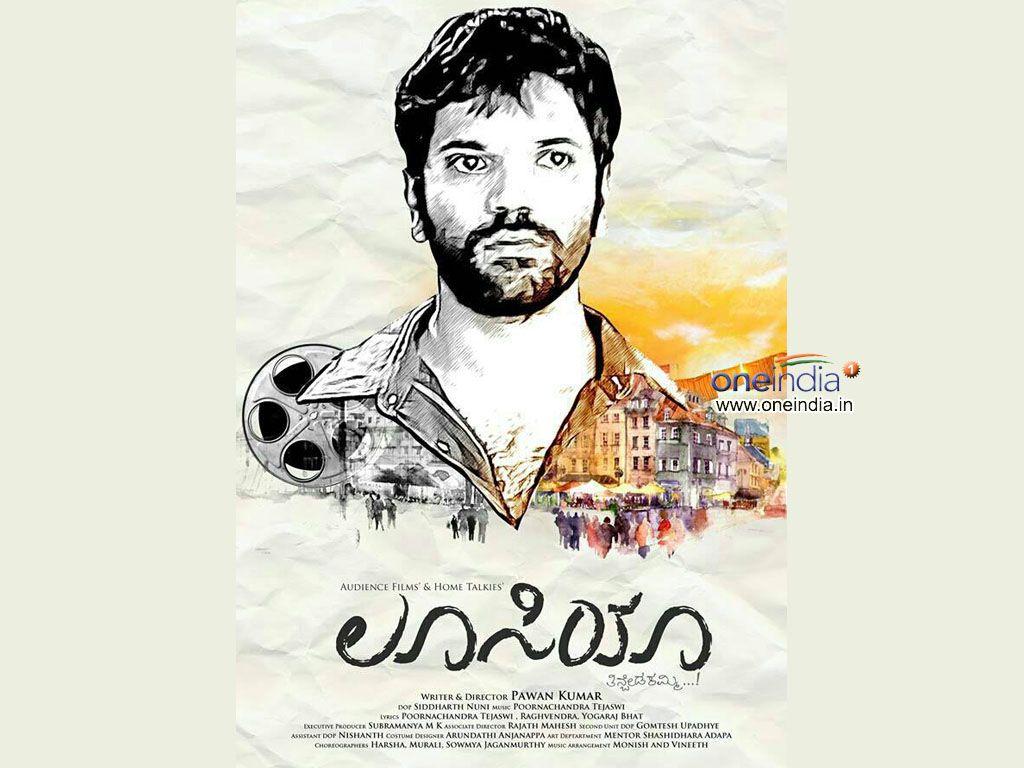 oneindia 1
www.oneindia.in
AUDIENCE FILMS' & HOME TALKIES'
ಲೂಸಿಯಾ
ತಿನ್ಬೇಡಕಮ್ಮಿ...!
WRITER & DIRECTOR PAWAN KUMAR
DOP SIDDHARTH NUNI MUSIC POORNACHANDRA TEJASWI
LYRICS POORNACHANDRA TEJASWI , RAGHVENDRA, YOGARAJ BHAT
EXECUTIVE PRODUCER SUBRAMANYA M K ASSOCIATE DIRECTOR RAJATH MAHESH SECOND UNIT DOP GOMTESH UPADHYE
ASSISTANT DOP NISHANTH COSTUME DESIGNER ARUNDATHI ANJANAPPA ART DEPTARTMENT MENTOR SHASHIDHARA ADAPA
CHOREOGRAPHERS HARSHA, MURALI, SOWMYA JAGANMURTHY MUSIC ARRANGEMENT MONISH AND VINEETH